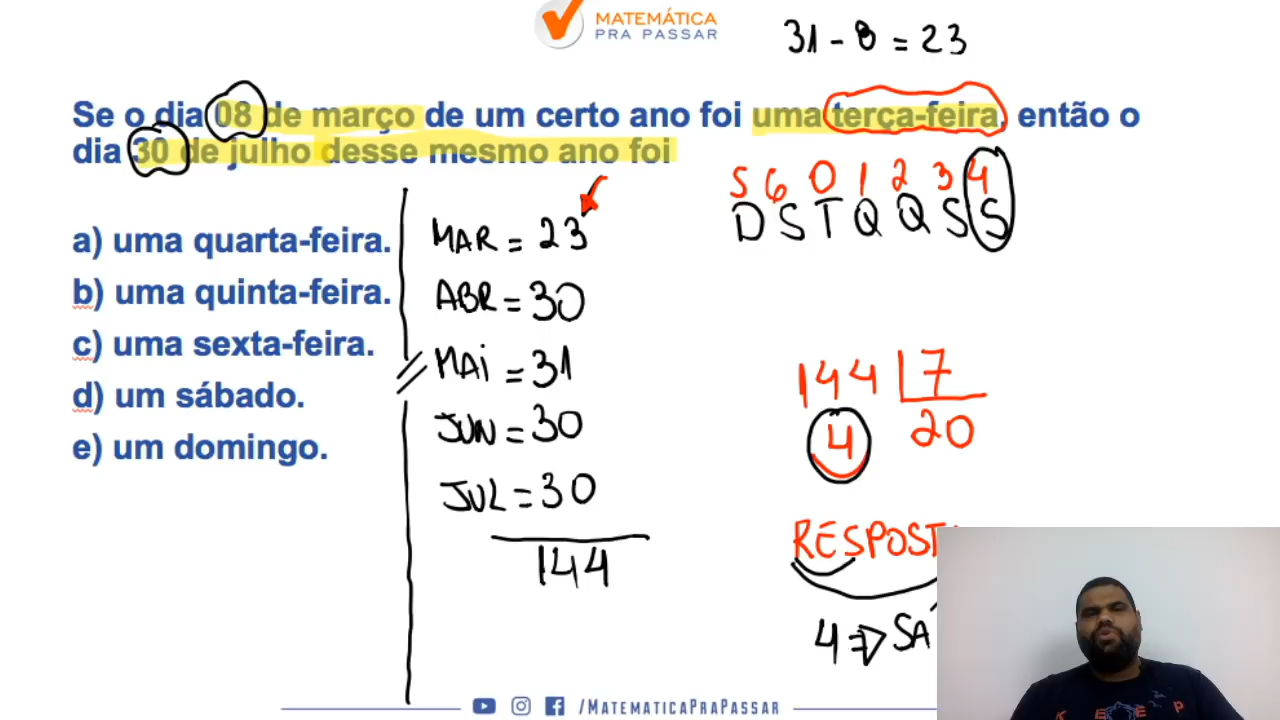 MATEMÁTICA
PRA PASSAR
31 - 8 = 23
Se o dia 08 de março de um certo ano foi uma terça-feira, então o
dia 30 de julho desse mesmo ano foi
a) uma quarta-feira.
b) uma quinta-feira.
c) uma sexta-feira.
d) um sábado.
e) um domingo.
MAR = 23
ABR = 30
MAi = 31
JUN = 30
JUL = 30
144
5 6 0 1 2 3 4
D S T Q Q S S
144 7
4 20
RESPOST
4 => SÁ
/MATEMATICAPRAPASSAR
K E E P